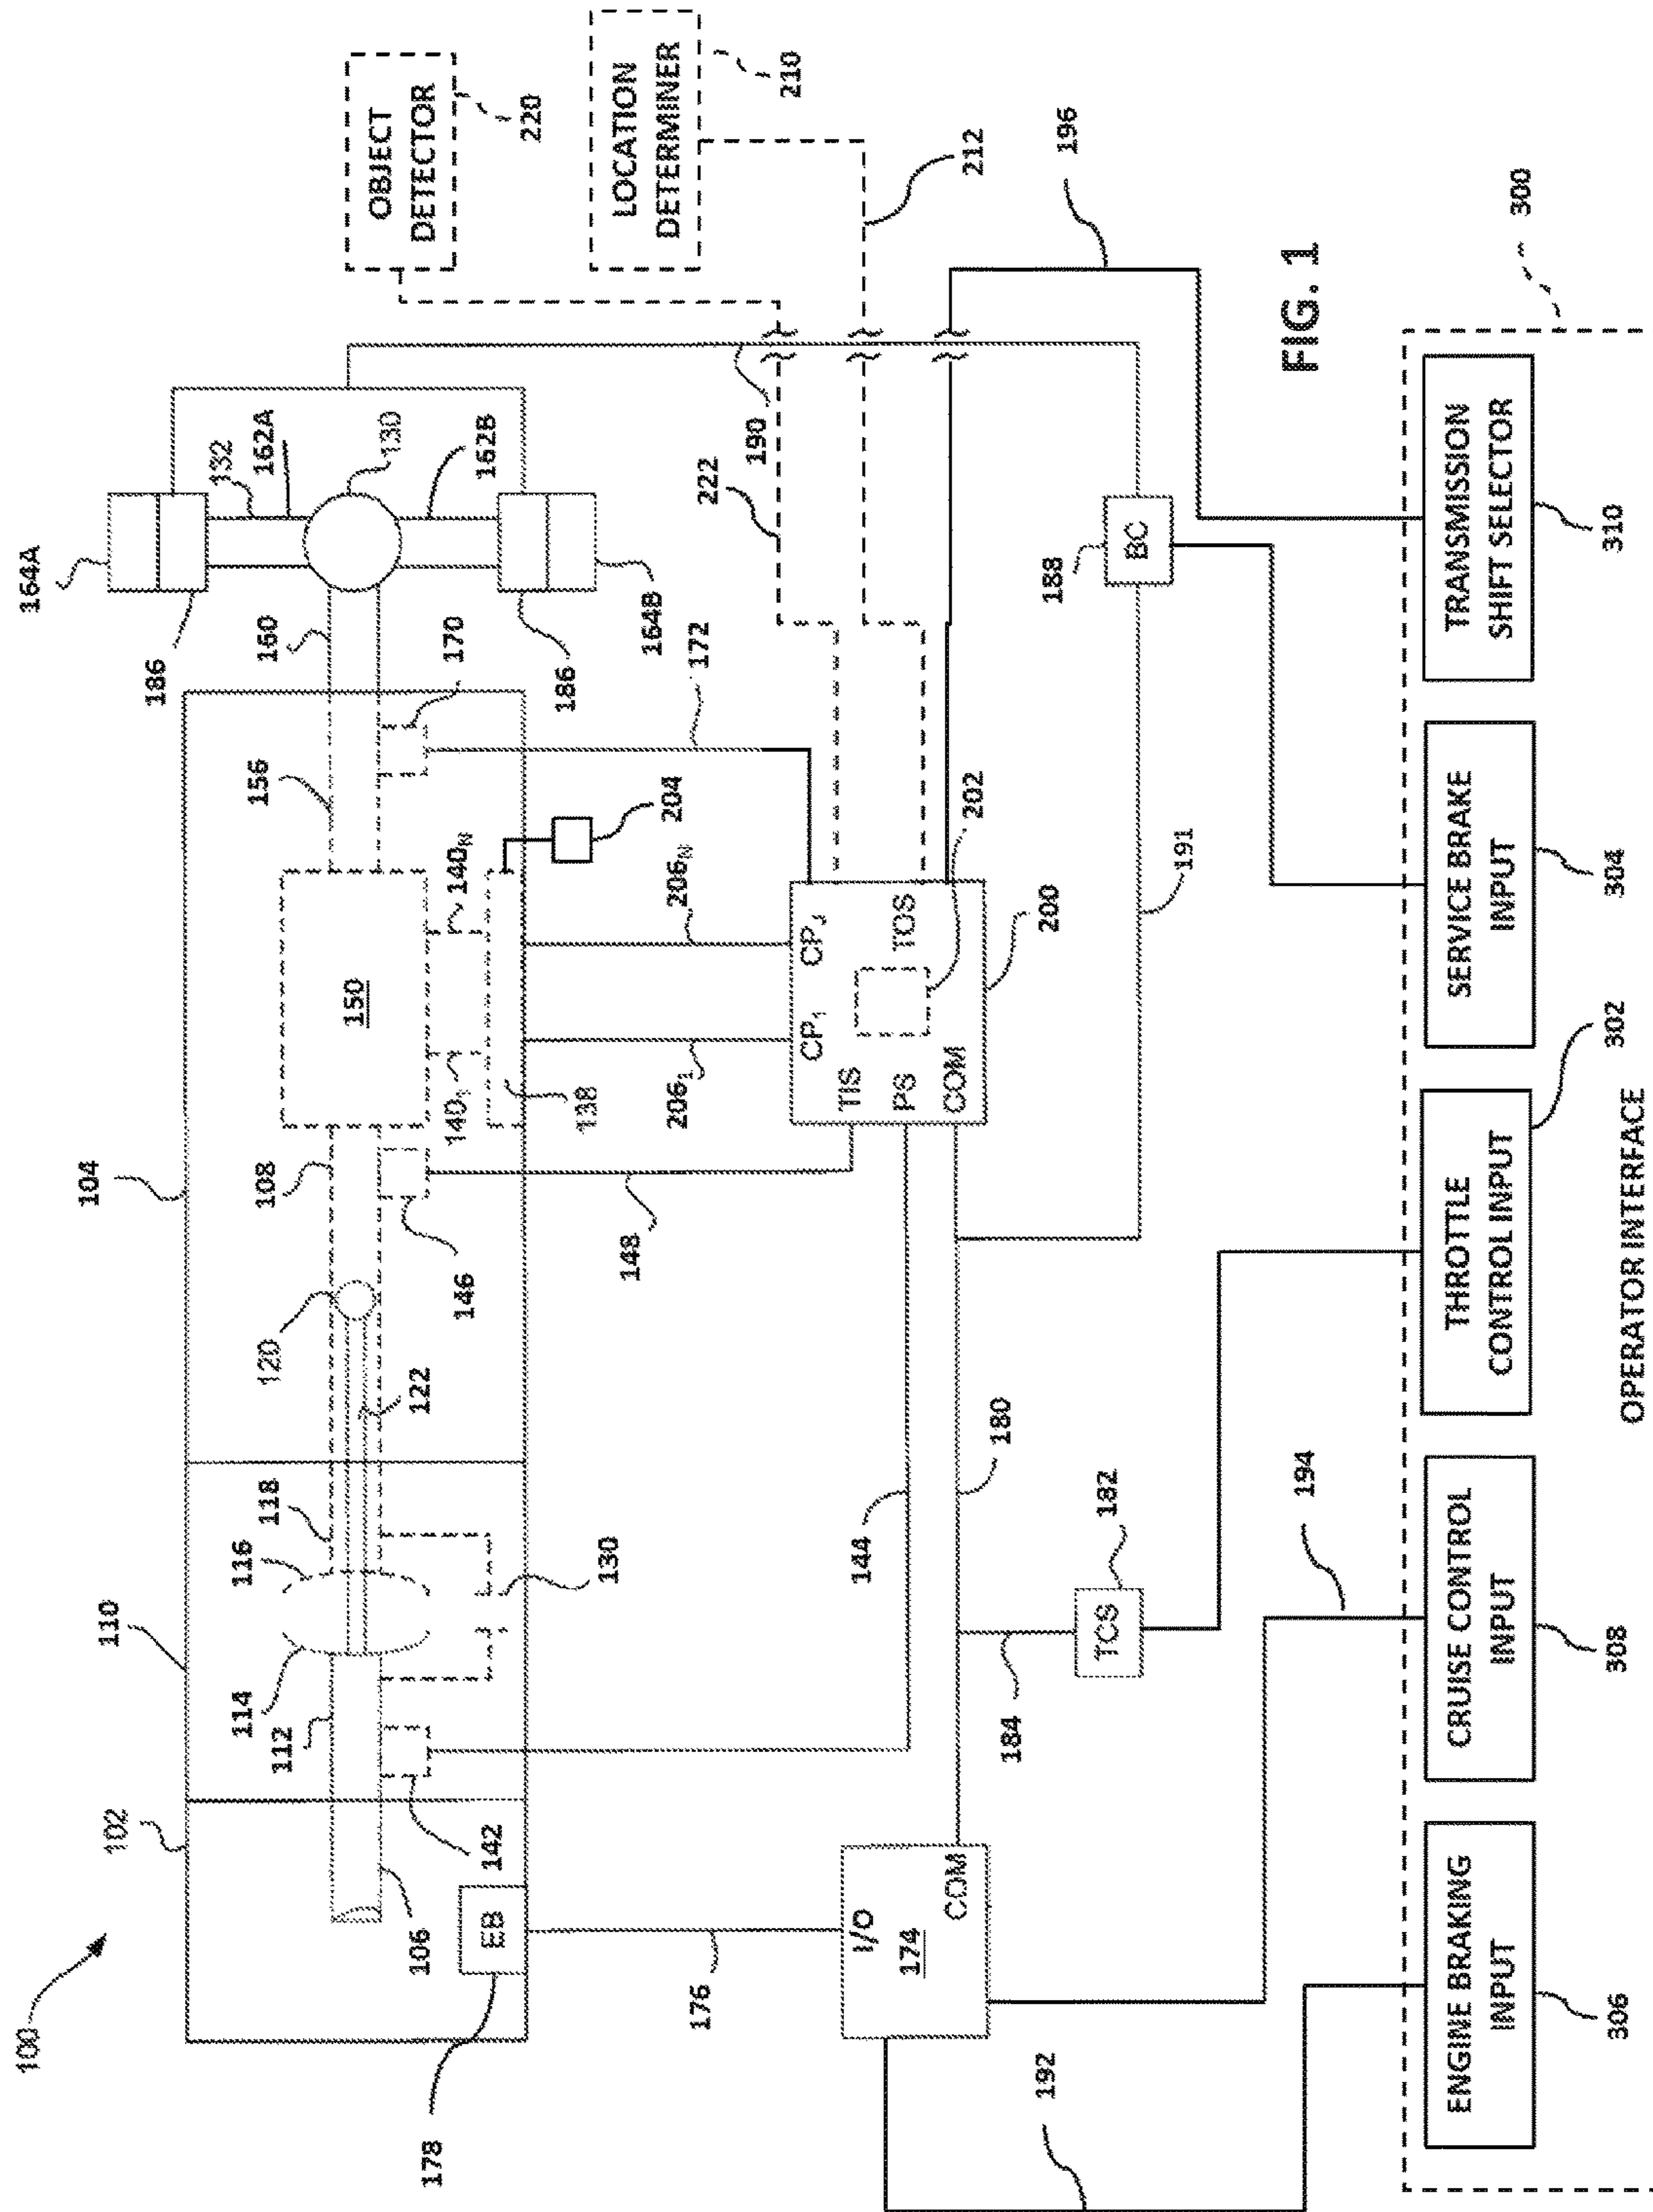 100
102
110
104
164A
186
132
162A
130
162B
186
164B
160
170
156
108
120
122
118
116
114
112
106
142
EB
178
130
146
148
150
140₁
140N
138
204
206₁
206N
172
190
222
OBJECT
DETECTOR
220
LOCATION
DETERMINER
210
212
196
176
I/O
174
COM
144
180
184
TCS
182
TIS
PS
COM
CP₁
CP
TOS
202
200
191
188
BC
192
194
FIG. 1
300
ENGINE BRAKING
INPUT
306
CRUISE CONTROL
INPUT
308
THROTTLE
CONTROL INPUT
302
SERVICE BRAKE
INPUT
304
TRANSMISSION
SHIFT SELECTOR
310
OPERATOR INTERFACE